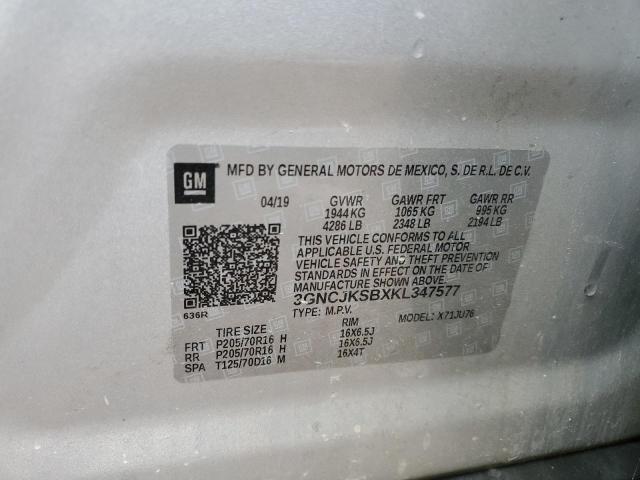 GM
MFD BY GENERAL MOTORS DE MEXICO, S. DE R.L. DE C.V.
04/19 GVWR GAWR FRT GAWR RR
1944 KG 1065 KG 995 KG
4286 LB 2348 LB 2194 LB
THIS VEHICLE CONFORMS TO ALL
APPLICABLE U.S. FEDERAL MOTOR
VEHICLE SAFETY AND THEFT PREVENTION
STANDARDS IN EFFECT ON THE DATE OF
MANUFACTURE SHOWN ABOVE.
3GNCJKSBXKL347577
636R
TYPE: M.P.V. MODEL: X71JU76
TIRE SIZE RIM
FRT P205/70R16 H 16X6.5J
RR P205/70R16 H 16X6.5J
SPA T125/70D16 M 16X4T